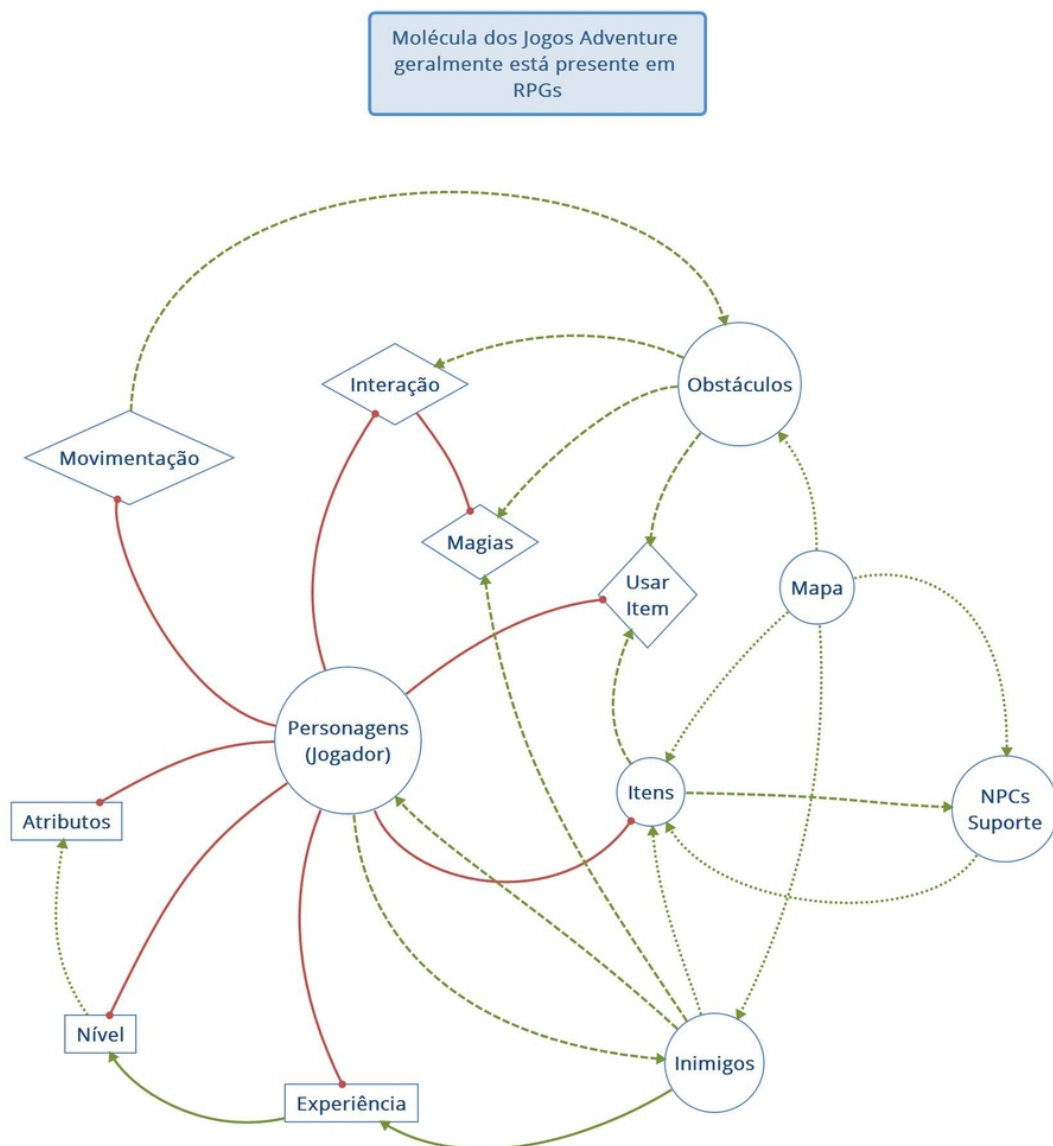 Molécula dos Jogos Adventure
geralmente está presente em
RPGs
Obstáculos
Interação
Movimentação
Magias
Usar
Item
Mapa
Personagens
(Jogador)
Itens
NPCs
Suporte
Atributos
Nível
Inimigos
Experiência